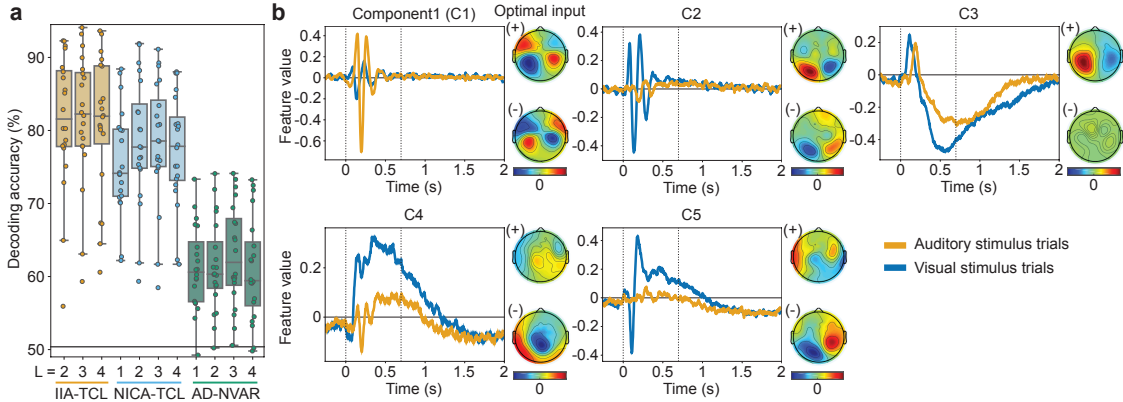 a
Decoding accuracy (%)
90
80
70
60
50
L = 2 3 4 1 2 3 4 1 2 3 4
IIA-TCL NICA-TCL AD-NVAR
b
Component1 (C1) Optimal input
Feature value
0.4
0.2
0
-0.2
-0.4
-0.6
0 0.5 1 1.5 2
Time (s)
(+)
(-)
0
C2
0.4
0.2
0
-0.2
-0.4
0 0.5 1 1.5 2
Time (s)
(+)
(-)
0
C3
0.2
0
-0.2
-0.4
0 0.5 1 1.5 2
Time (s)
(+)
(-)
0
C4
Feature value
0.2
0
0 0.5 1 1.5 2
Time (s)
(+)
(-)
0
C5
0.4
0.2
0
-0.2
-0.4
0 0.5 1 1.5 2
Time (s)
(+)
(-)
0
Auditory stimulus trials
Visual stimulus trials